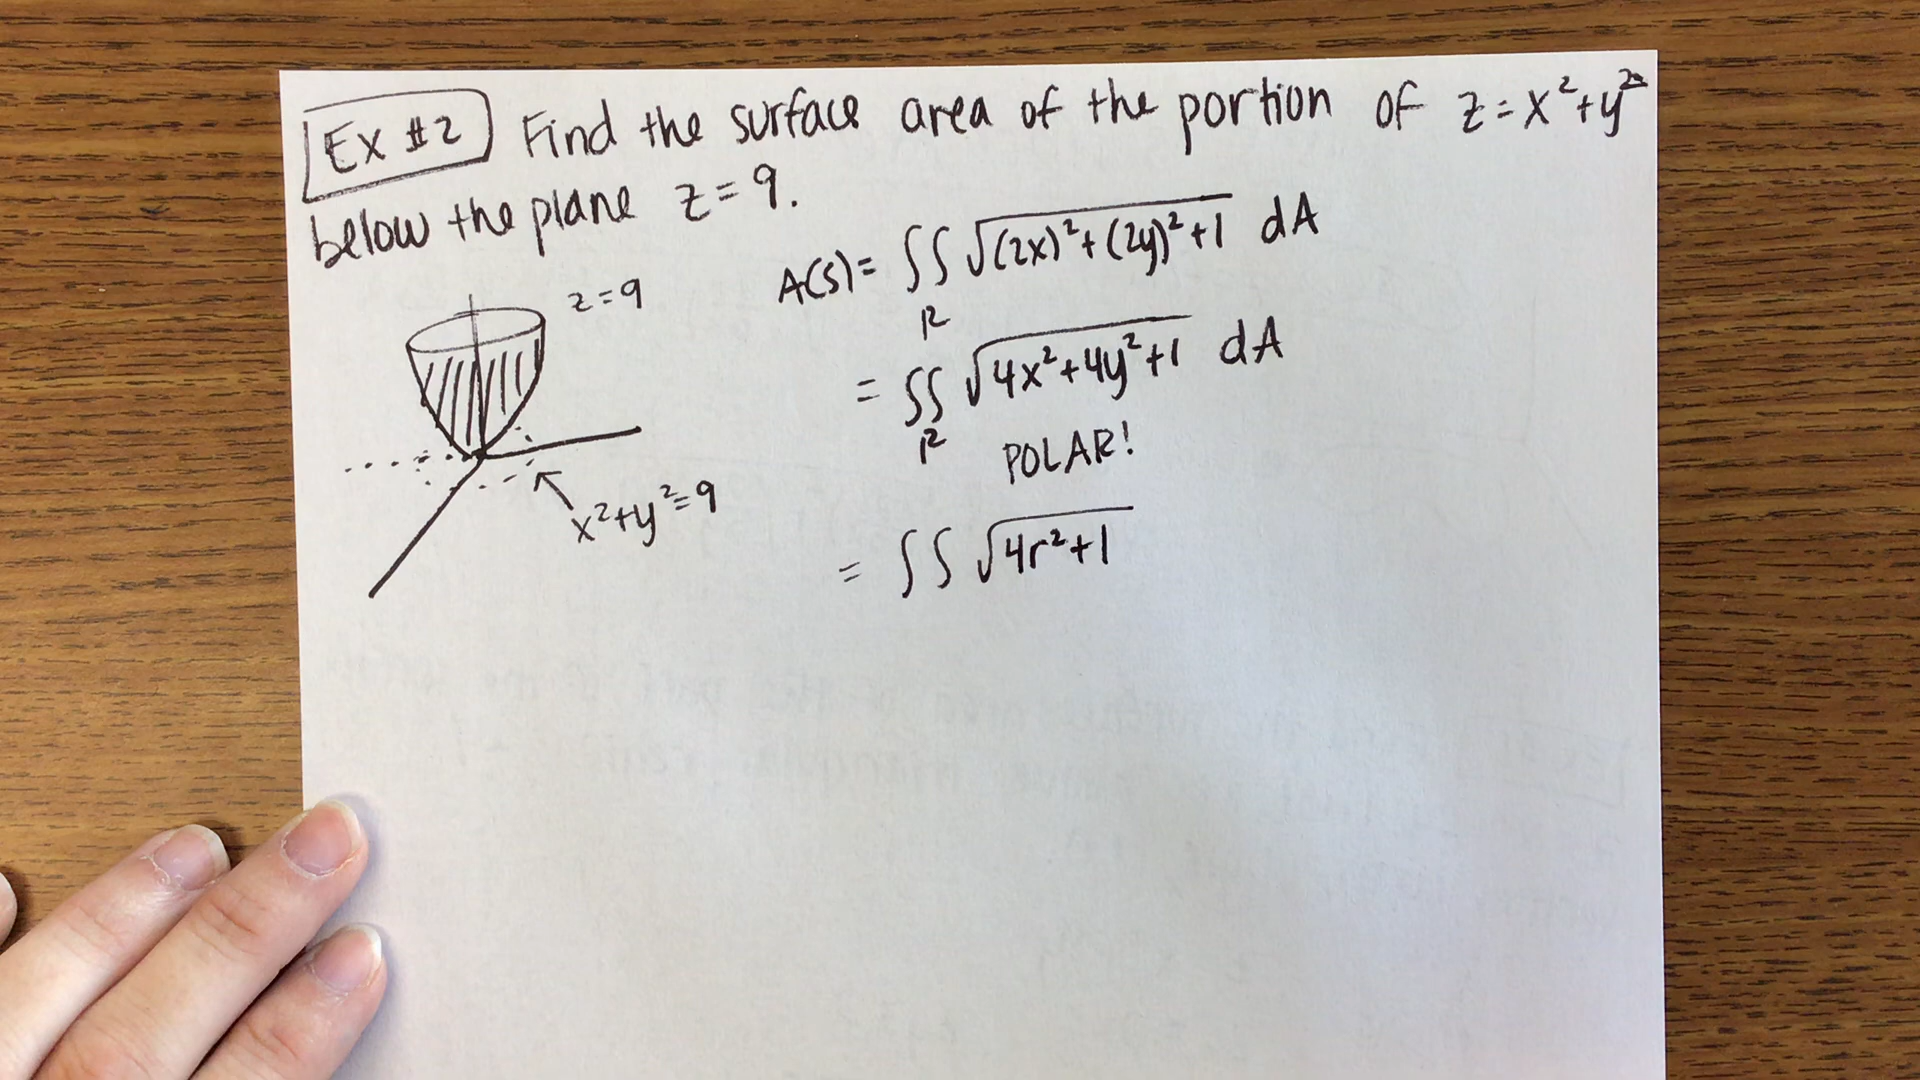 Ex #2 Find the surface area of the portion of z = x² + y²
below the plane z = 9.
A(S) = ∫∫ √(2x)² + (2y)² + 1 dA
R
z = 9
= ∫∫ √4x² + 4y² + 1 dA
R
POLAR!
x² + y² = 9
= ∫∫ √4r² + 1